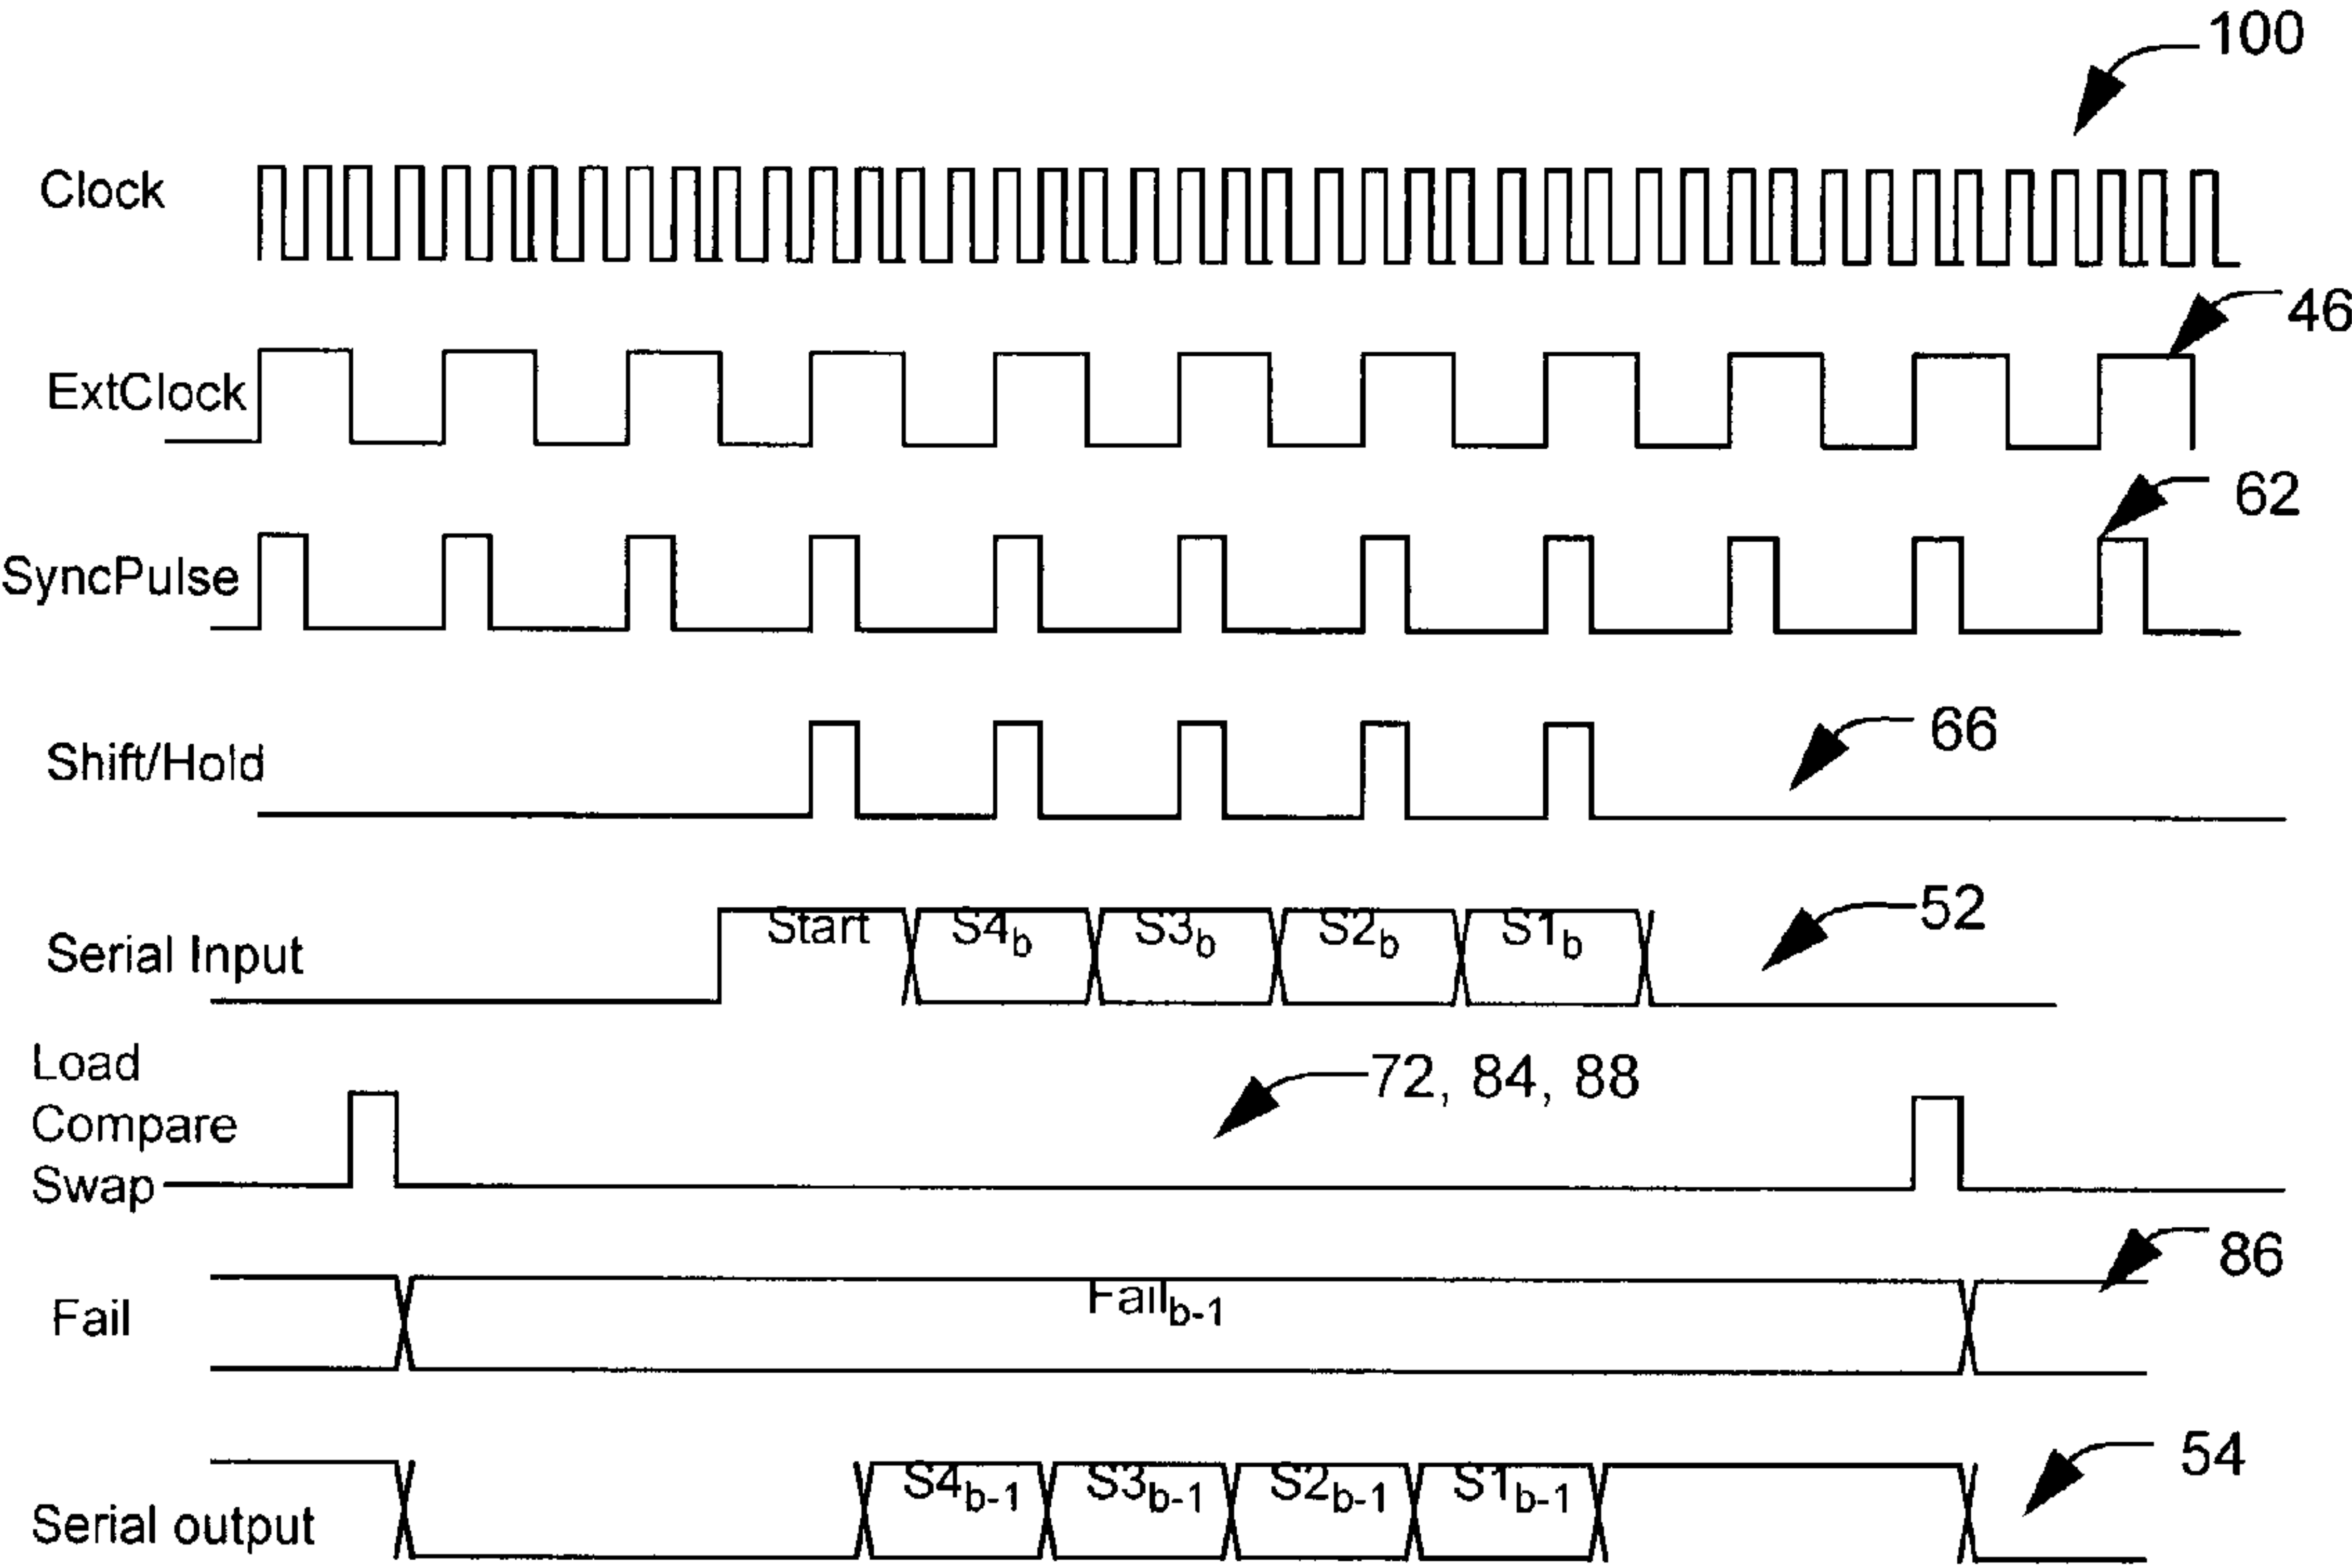 100
Clock
46
ExtClock
62
SyncPulse
66
Shift/Hold
52
Start S4b S3b S2b S1b
Serial Input
Load
Compare
Swap
72, 84, 88
86
Failb-1
Fail
54
S4b-1 S3b-1 S2b-1 S1b-1
Serial output